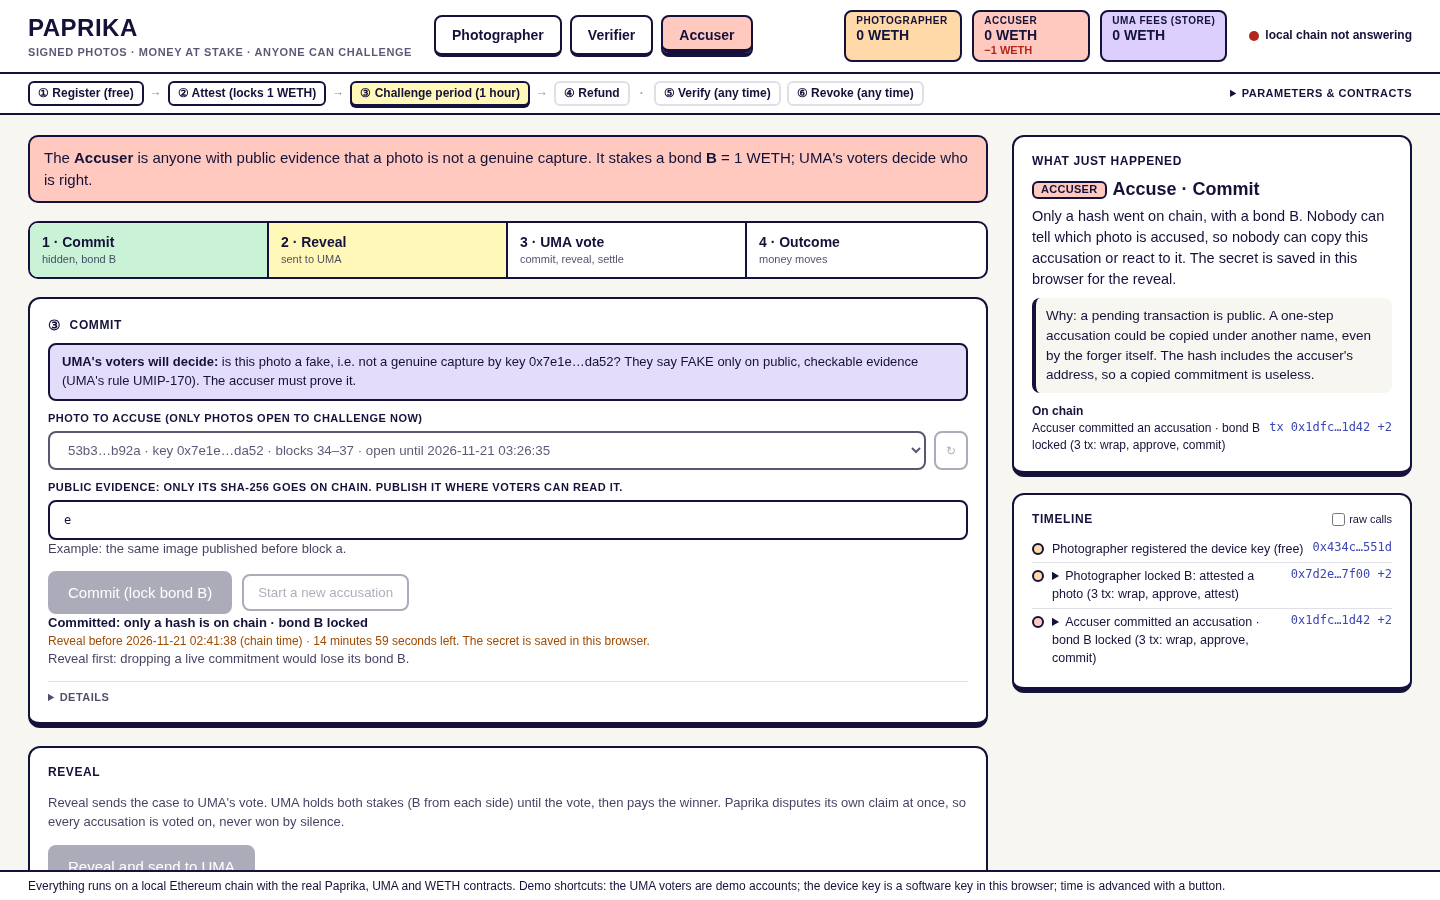 PAPRIKA
SIGNED PHOTOS · MONEY AT STAKE · ANYONE CAN CHALLENGE
Photographer
Verifier
Accuser
PHOTOGRAPHER
0 WETH
ACCUSER
0 WETH
−1 WETH
UMA FEES (STORE)
0 WETH
local chain not answering
① Register (free) → ② Attest (locks 1 WETH) → ③ Challenge period (1 hour) → ④ Refund · ⑤ Verify (any time) ⑥ Revoke (any time)
▶ PARAMETERS & CONTRACTS
The Accuser is anyone with public evidence that a photo is not a genuine capture. It stakes a bond B = 1 WETH; UMA's voters decide who
is right.
1 · Commit
hidden, bond B
2 · Reveal
sent to UMA
3 · UMA vote
commit, reveal, settle
4 · Outcome
money moves
③ COMMIT
UMA's voters will decide: is this photo a fake, i.e. not a genuine capture by key 0x7e1e…da52? They say FAKE only on public, checkable evidence
(UMA's rule UMIP-170). The accuser must prove it.
PHOTO TO ACCUSE (ONLY PHOTOS OPEN TO CHALLENGE NOW)
53b3…b92a · key 0x7e1e…da52 · blocks 34–37 · open until 2026-11-21 03:26:35
↻
PUBLIC EVIDENCE: ONLY ITS SHA-256 GOES ON CHAIN. PUBLISH IT WHERE VOTERS CAN READ IT.
e
Example: the same image published before block a.
Commit (lock bond B)
Start a new accusation
Committed: only a hash is on chain · bond B locked
Reveal before 2026-11-21 02:41:38 (chain time) · 14 minutes 59 seconds left. The secret is saved in this browser.
Reveal first: dropping a live commitment would lose its bond B.
▶ DETAILS
REVEAL
Reveal sends the case to UMA's vote. UMA holds both stakes (B from each side) until the vote, then pays the winner. Paprika disputes its own claim at once, so
every accusation is voted on, never won by silence.
Reveal and send to UMA
WHAT JUST HAPPENED
ACCUSER Accuse · Commit
Only a hash went on chain, with a bond B. Nobody can
tell which photo is accused, so nobody can copy this
accusation or react to it. The secret is saved in this
browser for the reveal.
Why: a pending transaction is public. A one-step
accusation could be copied under another name, even
by the forger itself. The hash includes the accuser's
address, so a copied commitment is useless.
On chain
Accuser committed an accusation · bond B tx 0x1dfc…1d42 +2
locked (3 tx: wrap, approve, commit)
TIMELINE
raw calls
Photographer registered the device key (free) 0x434c…551d
▶ Photographer locked B: attested a 0x7d2e…7f00 +2
photo (3 tx: wrap, approve, attest)
▶ Accuser committed an accusation · 0x1dfc…1d42 +2
bond B locked (3 tx: wrap, approve,
commit)
Everything runs on a local Ethereum chain with the real Paprika, UMA and WETH contracts. Demo shortcuts: the UMA voters are demo accounts; the device key is a software key in this browser; time is advanced with a button.